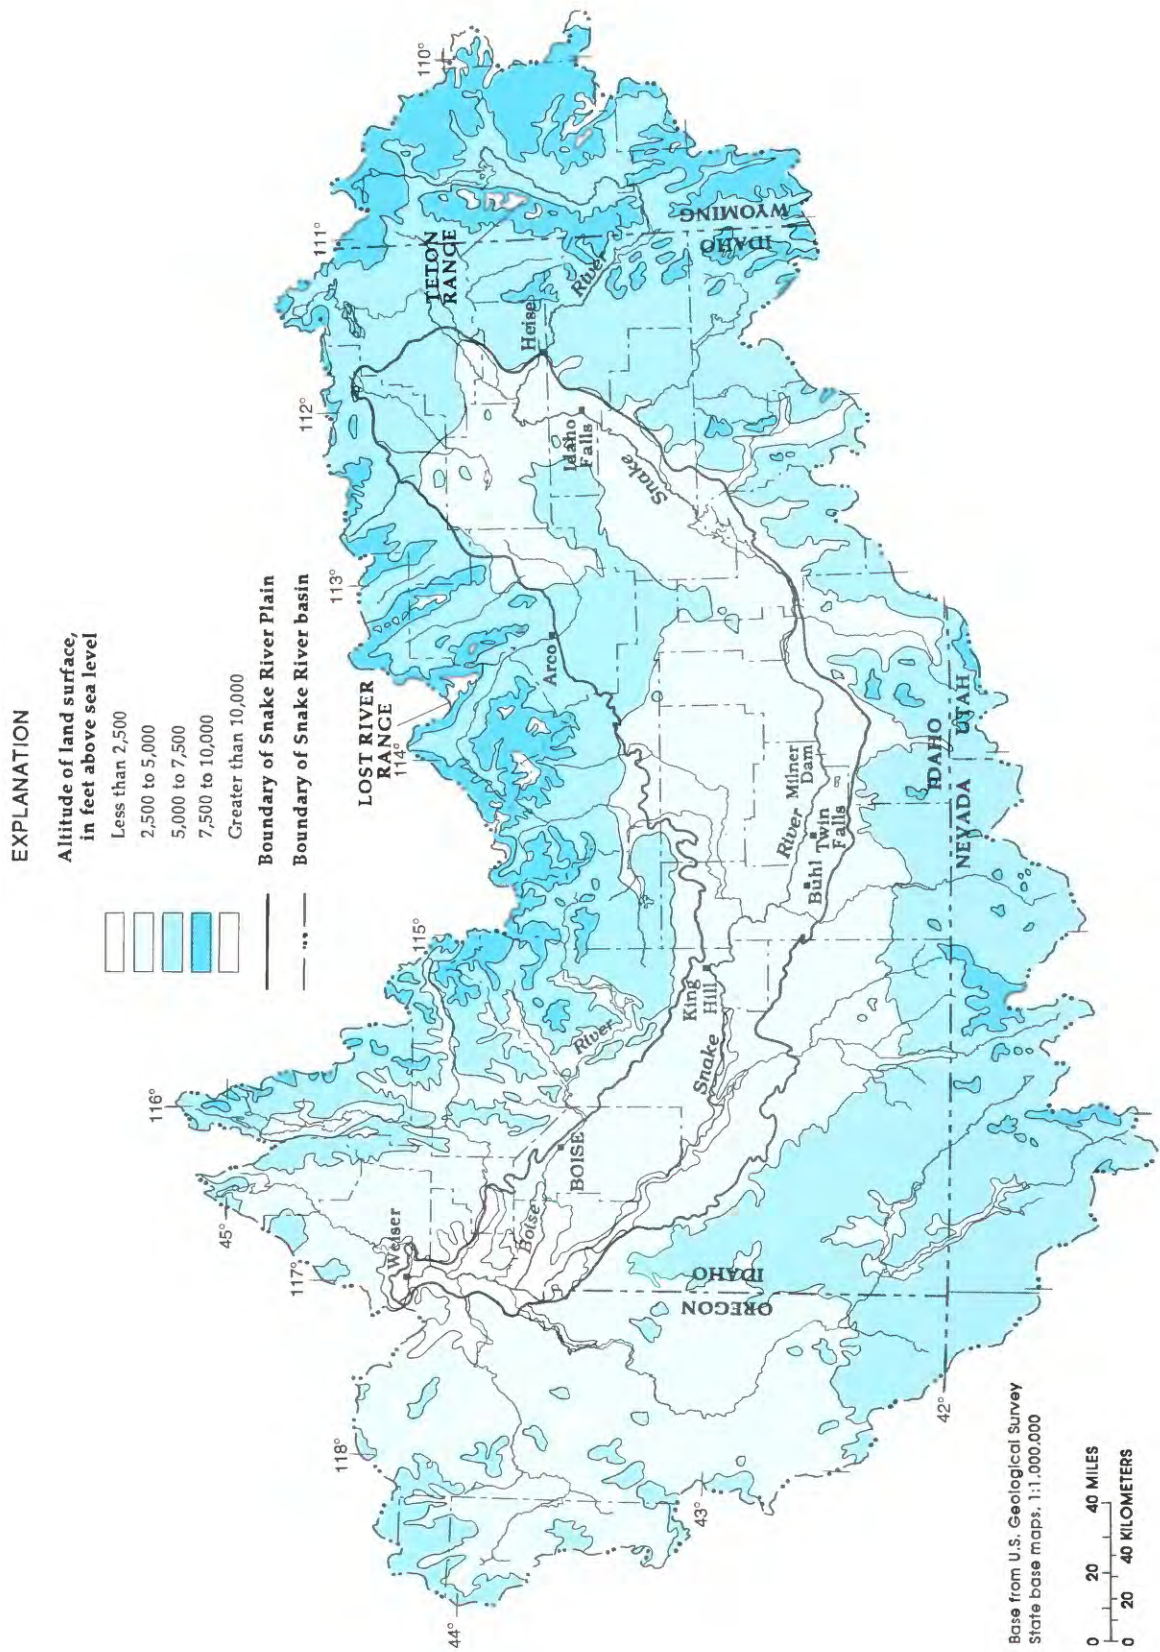 EXPLANATION
Altitude of land surface,
in feet above sea level
Less than 2,500
2,500 to 5,000
5,000 to 7,500
7,500 to 10,000
Greater than 10,000
Boundary of Snake River Plain
Boundary of Snake River basin
110°
111°
112°
113°
114°
115°
116°
117°
118°
45°
44°
43°
42°
TETON
RANGE
LOST RIVER
RANGE
WYOMING
IDAHO
River
Heise
Idaho
Falls
Snake
Arco
IDAHO
UTAH
NEVADA
Milner
Dam
River
Twin
Falls
Buhl
King
Hill
Snake
River
BOISE
Boise
Weiser
IDAHO
OREGON
Base from U.S. Geological Survey
State base maps, 1:1,000,000
0 20 40 MILES
0 20 40 KILOMETERS